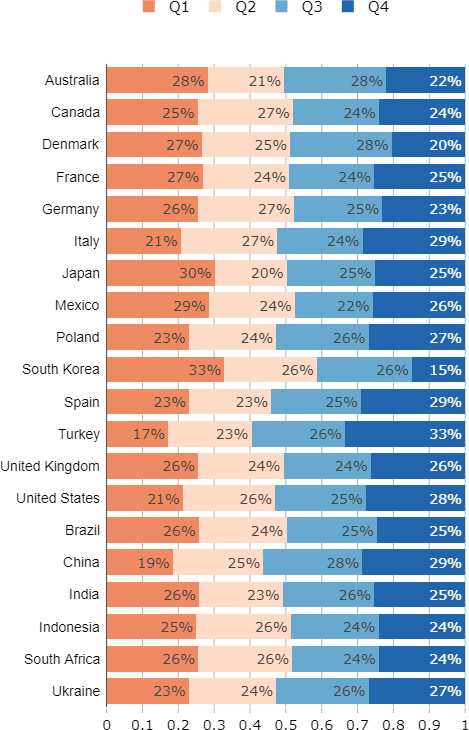 Q1 Q2 Q3 Q4
Australia 28% 21% 28% 22%
Canada 25% 27% 24% 24%
Denmark 27% 25% 28% 20%
France 27% 24% 24% 25%
Germany 26% 27% 25% 23%
Italy 21% 27% 24% 29%
Japan 30% 20% 25% 25%
Mexico 29% 24% 22% 26%
Poland 23% 24% 26% 27%
South Korea 33% 26% 26% 15%
Spain 23% 23% 25% 29%
Turkey 17% 23% 26% 33%
United Kingdom 26% 24% 24% 26%
United States 21% 26% 25% 28%
Brazil 26% 24% 25% 25%
China 19% 25% 28% 29%
India 26% 23% 26% 25%
Indonesia 25% 26% 24% 24%
South Africa 26% 26% 24% 24%
Ukraine 23% 24% 26% 27%
0 0.1 0.2 0.3 0.4 0.5 0.6 0.7 0.8 0.9 1